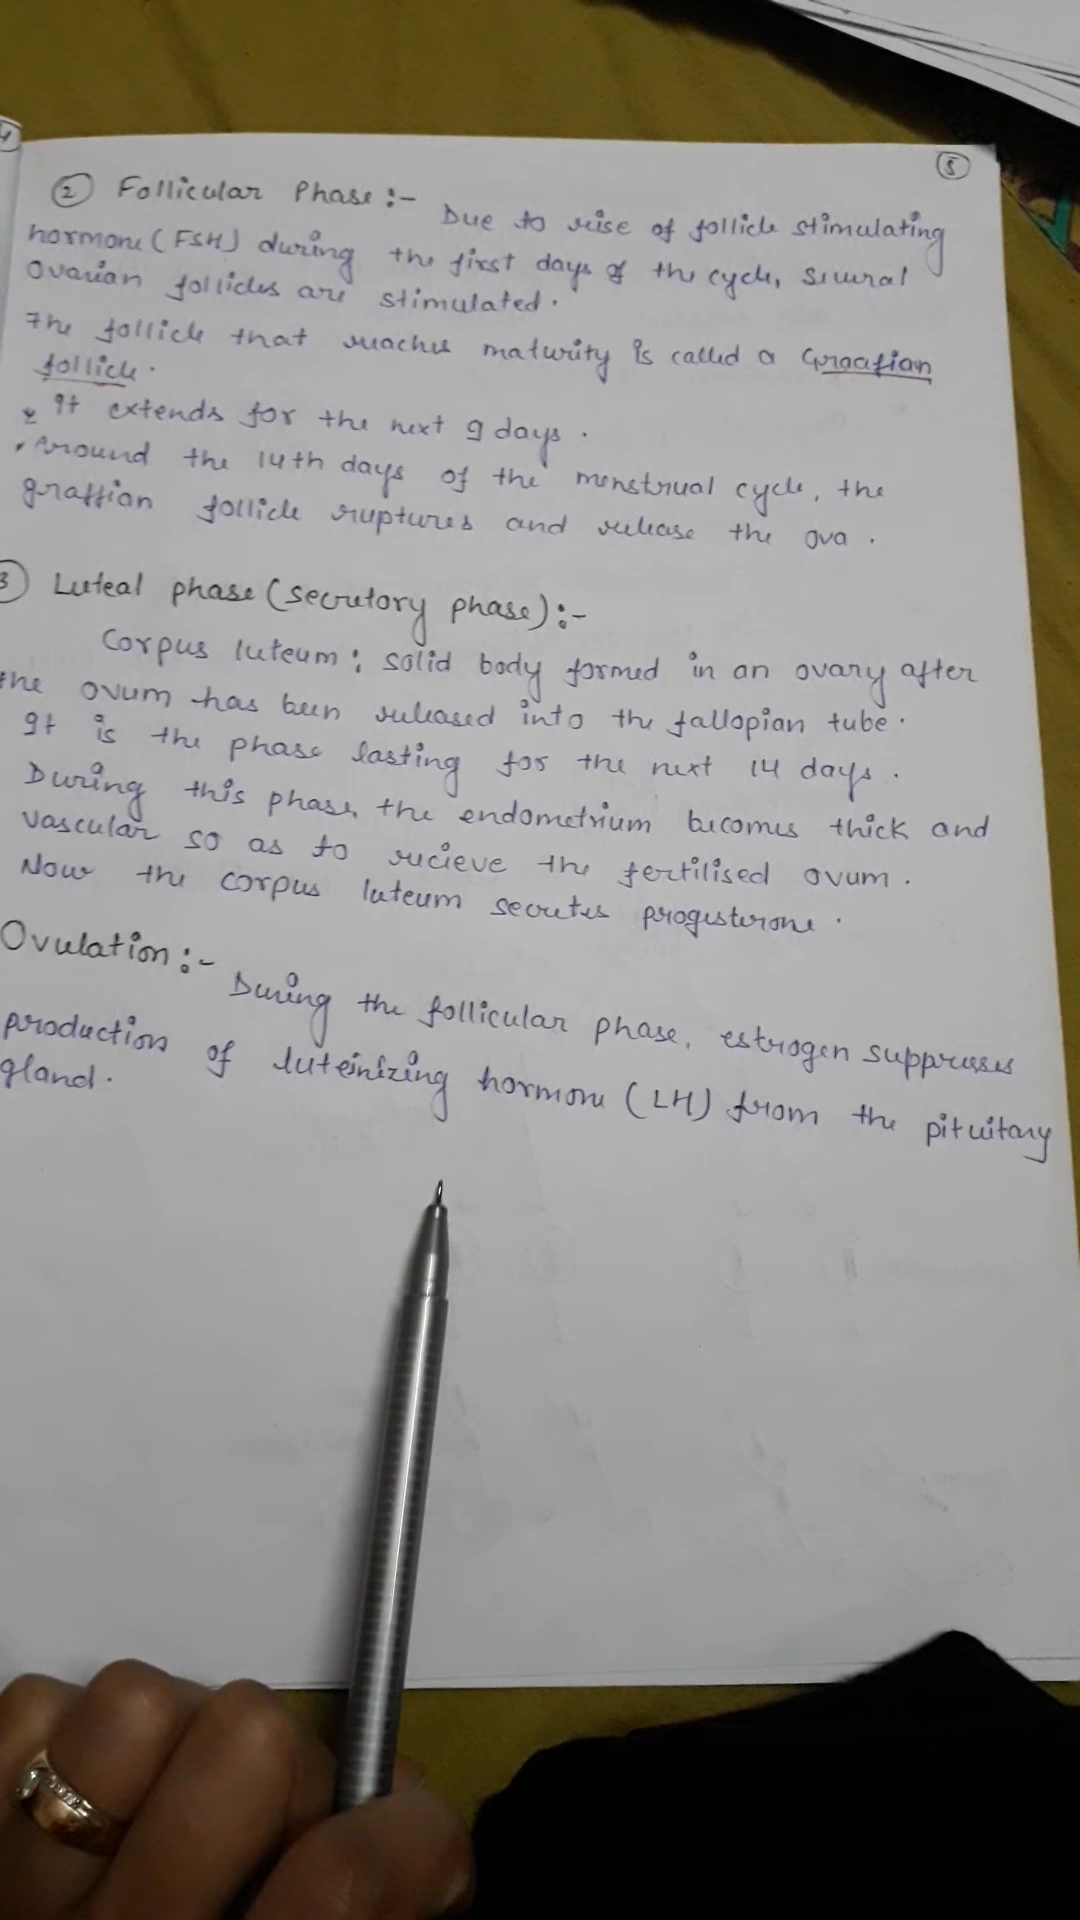 5
② Follicular Phase :-
Due to rise of follicle stimulating
hormone (FSH) during the first days of the cycle, several
ovarian follicles are stimulated.
The follicle that reaches maturity is called a Graafian
follicle.
* It extends for the next 9 days.
• Around the 14th days of the menstrual cycle, the
graffian follicle ruptures and release the ova.
3 Luteal phase (secretory phase) :-
Corpus luteum : solid body formed in an ovary after
the ovum has been released into the fallopian tube.
It is the phase lasting for the next 14 days.
During this phase, the endometrium becomes thick and
vascular so as to recieve the fertilised ovum.
Now the corpus luteum secretes progesterone.
Ovulation :-
During the follicular phase, estrogen suppresses
production of luteinizing hormone (LH) from the pituitary
gland.